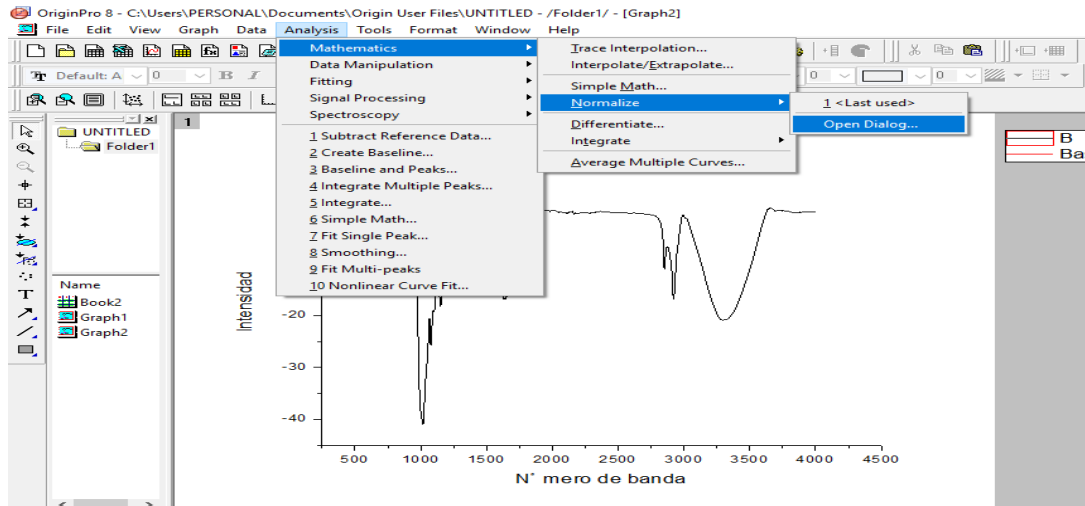 OriginPro 8 - C:\Users\PERSONAL\Documents\Origin User Files\UNTITLED - /Folder1/ - [Graph2]
File Edit View Graph Data Analysis Tools Format Window Help
Default: A 0 B I 0 0
Mathematics
Data Manipulation
Fitting
Signal Processing
Spectroscopy
1 Subtract Reference Data...
2 Create Baseline...
3 Baseline and Peaks...
4 Integrate Multiple Peaks...
5 Integrate...
6 Simple Math...
7 Fit Single Peak...
8 Smoothing...
9 Fit Multi-peaks
10 Nonlinear Curve Fit...
Trace Interpolation...
Interpolate/Extrapolate...
Simple Math...
Normalize
Differentiate...
Integrate
Average Multiple Curves...
1 <Last used>
Open Dialog...
UNTITLED
Folder1
Name
Book2
Graph1
Graph2
1
B
Ba
Intensidad
-20
-30
-40
500 1000 1500 2000 2500 3000 3500 4000 4500
N* mero de banda